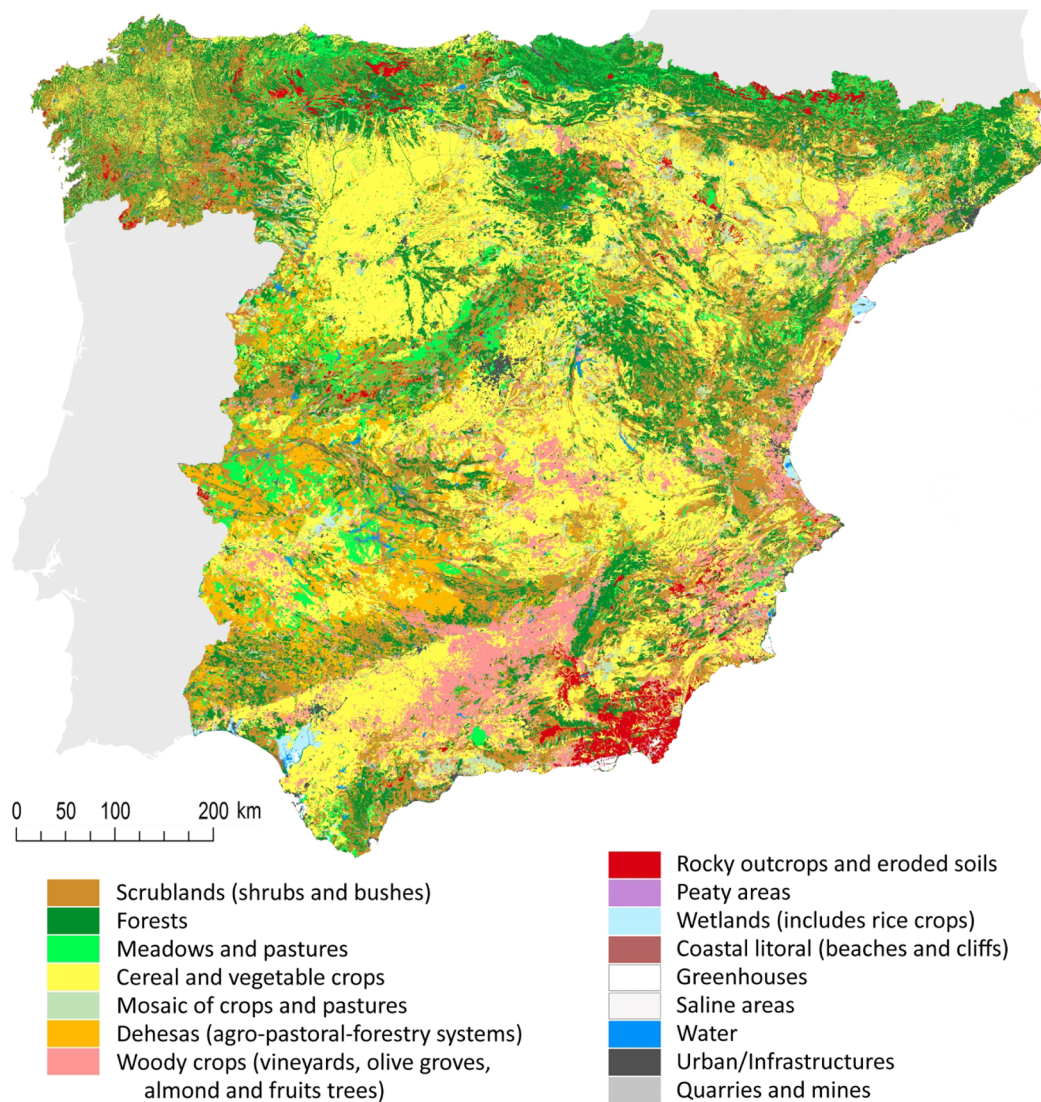 0 50 100 200 km
Scrublands (shrubs and bushes)
Forests
Meadows and pastures
Cereal and vegetable crops
Mosaic of crops and pastures
Dehesas (agro-pastoral-forestry systems)
Woody crops (vineyards, olive groves,
almond and fruits trees)
Rocky outcrops and eroded soils
Peaty areas
Wetlands (includes rice crops)
Coastal litoral (beaches and cliffs)
Greenhouses
Saline areas
Water
Urban/Infrastructures
Quarries and mines